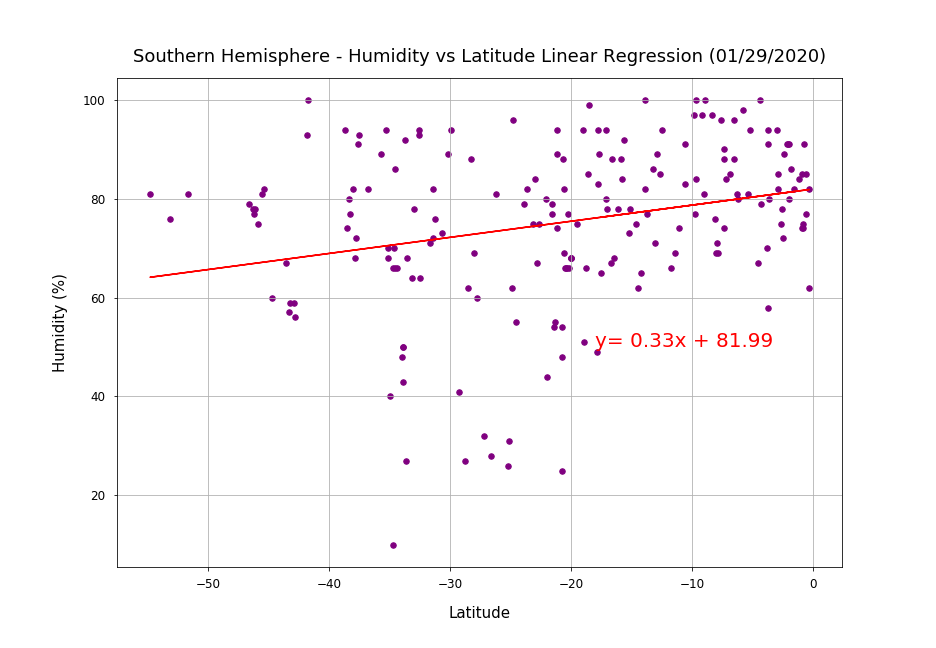 Southern Hemisphere - Humidity vs Latitude Linear Regression (01/29/2020)
100
80
60
40
20
Humidity (%)
y= 0.33x + 81.99
−50
−40
−30
−20
−10
0
Latitude